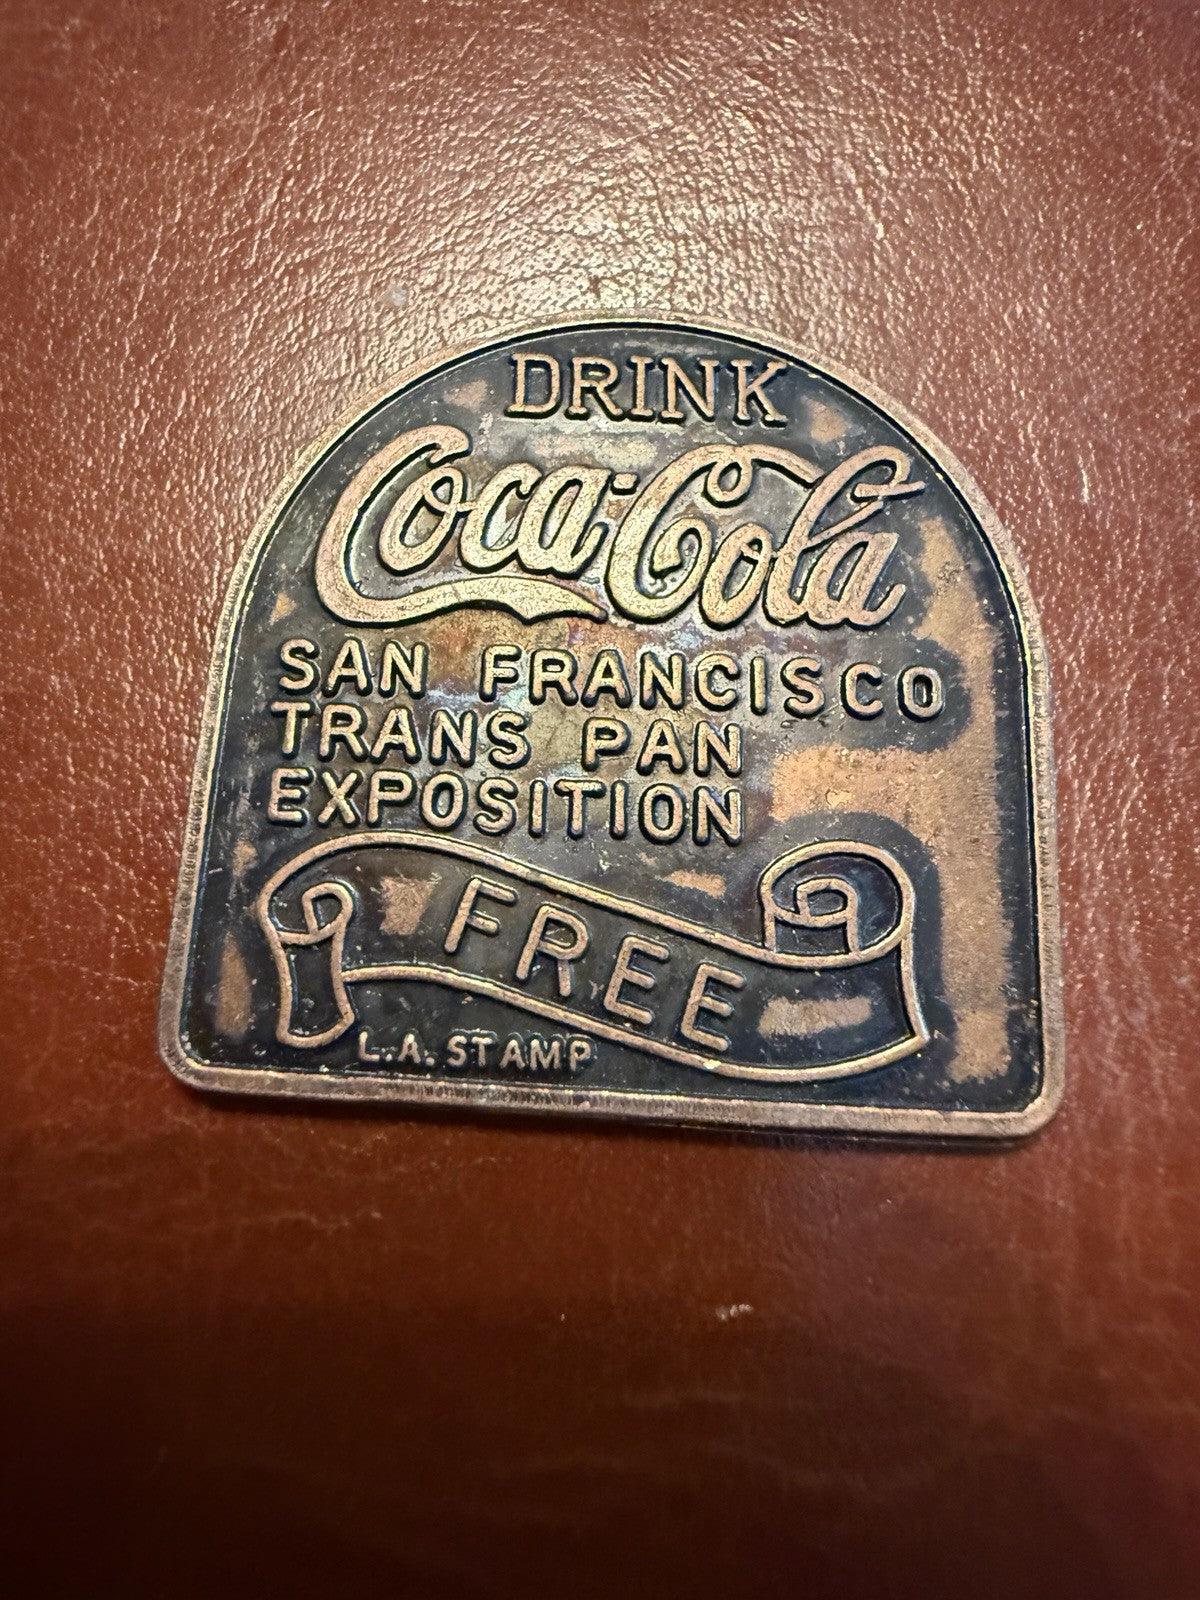 DRINK
Coca-Cola
SAN FRANCISCO
TRANS PAN
EXPOSITION
FREE
L.A. STAMP